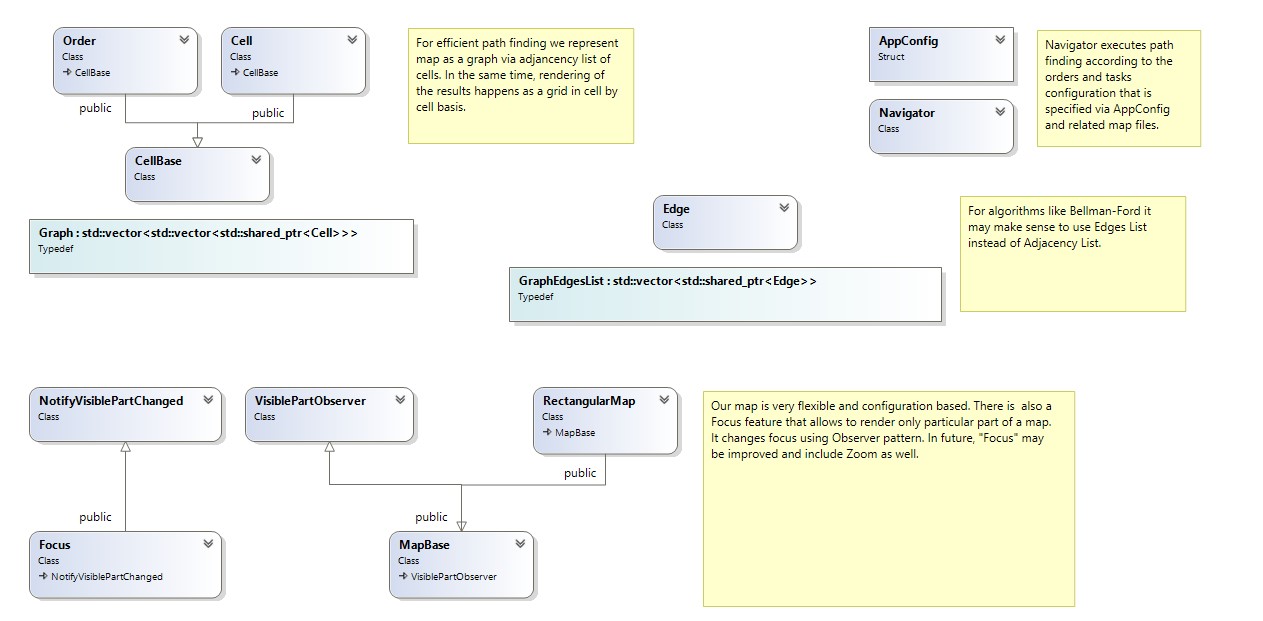 Order
Class
CellBase
Cell
Class
CellBase
public
public
CellBase
Class
For efficient path finding we represent
map as a graph via adjancency list of
cells. In the same time, rendering of
the results happens as a grid in cell by
cell basis.
AppConfig
Struct
Navigator
Class
Navigator executes path
finding according to the
orders and tasks
configuration that is
specified via AppConfig
and related map files.
Graph : std::vector<std::vector<std::shared_ptr<Cell>>>
Typedef
Edge
Class
GraphEdgesList : std::vector<std::shared_ptr<Edge>>
Typedef
For algorithms like Bellman-Ford it
may make sense to use Edges List
instead of Adjacency List.
NotifyVisiblePartChanged
Class
VisiblePartObserver
Class
RectangularMap
Class
MapBase
public
public
public
Focus
Class
NotifyVisiblePartChanged
MapBase
Class
VisiblePartObserver
Our map is very flexible and configuration based. There is  also a
Focus feature that allows to render only particular part of a map.
It changes focus using Observer pattern. In future, "Focus" may
be improved and include Zoom as well.